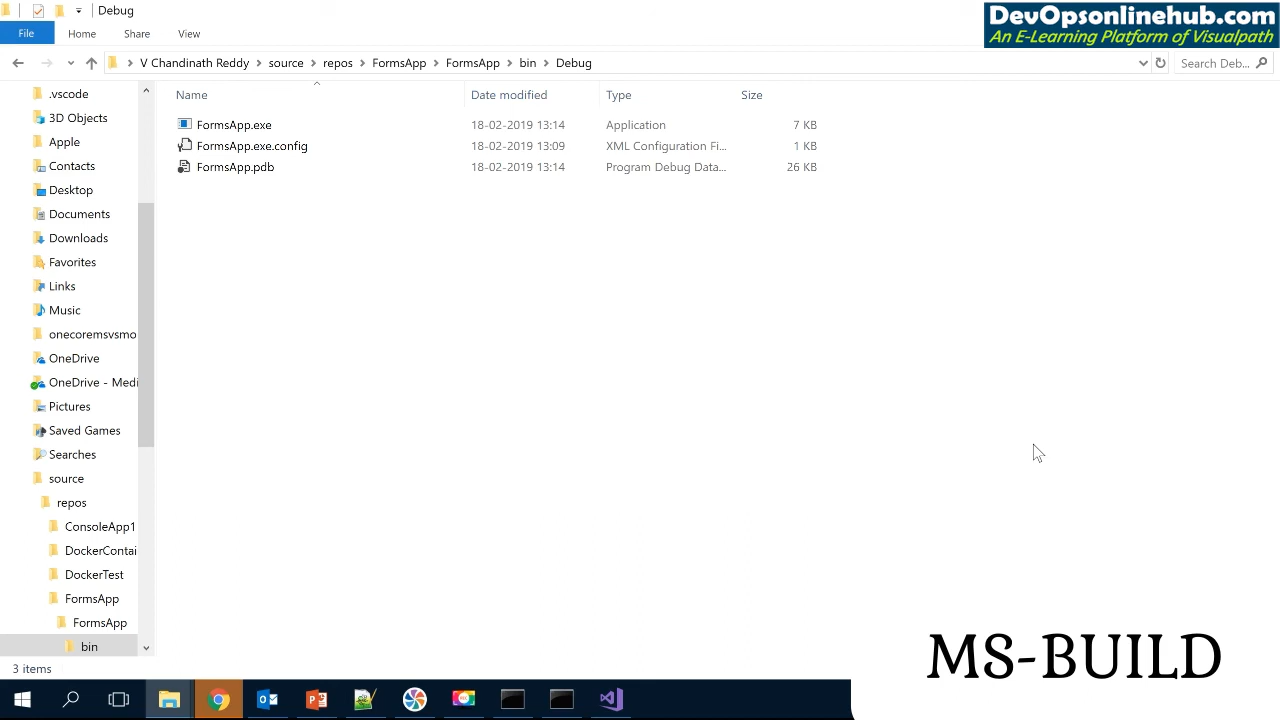 Debug
DevOpsonlinehub.com
An E-Learning Platform of Visualpath
File Home Share View
V Chandinath Reddy source repos FormsApp FormsApp bin Debug
Search Deb...
Name Date modified Type Size
FormsApp.exe 18-02-2019 13:14 Application 7 KB
FormsApp.exe.config 18-02-2019 13:09 XML Configuration Fi... 1 KB
FormsApp.pdb 18-02-2019 13:14 Program Debug Data... 26 KB
.vscode
3D Objects
Apple
Contacts
Desktop
Documents
Downloads
Favorites
Links
Music
onecoremsvsmo
OneDrive
OneDrive - Medi
Pictures
Saved Games
Searches
source
repos
ConsoleApp1
DockerContai
DockerTest
FormsApp
FormsApp
bin
3 items
MS-BUILD